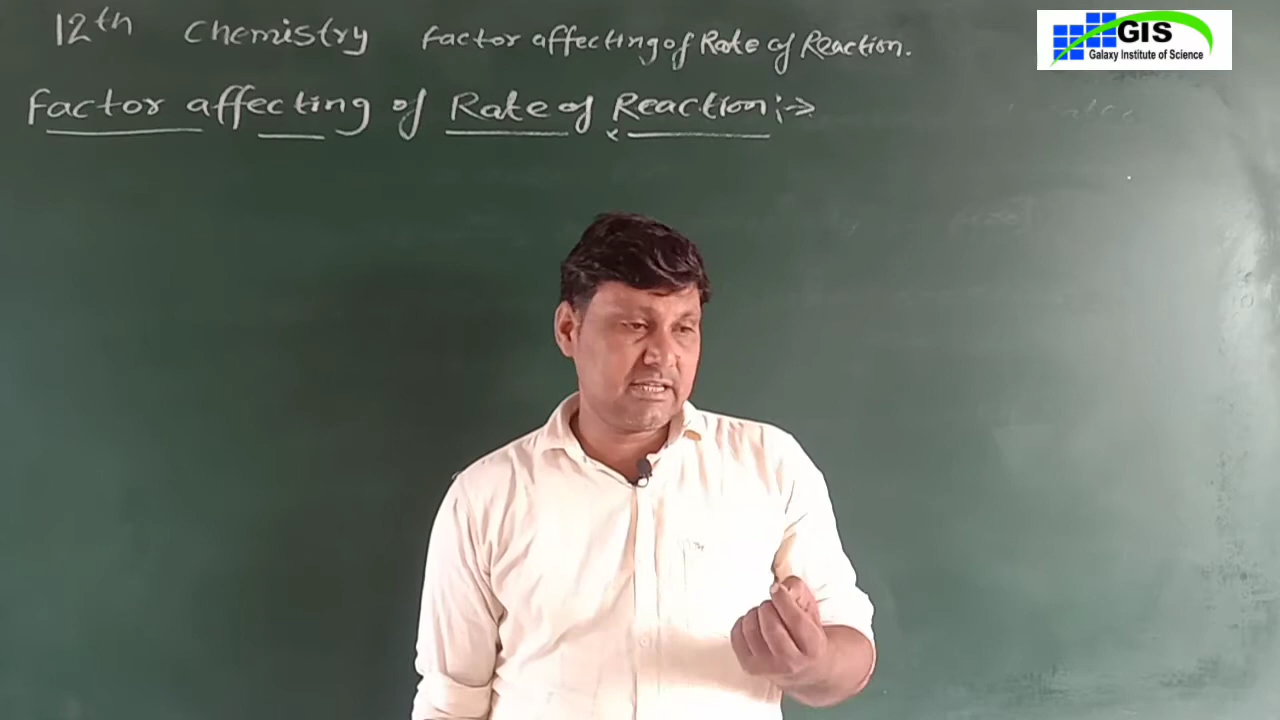 12th Chemistry factor affecting of Rate of Reaction.
GIS
Galaxy Institute of Science
factor affecting of Rate of Reaction :->